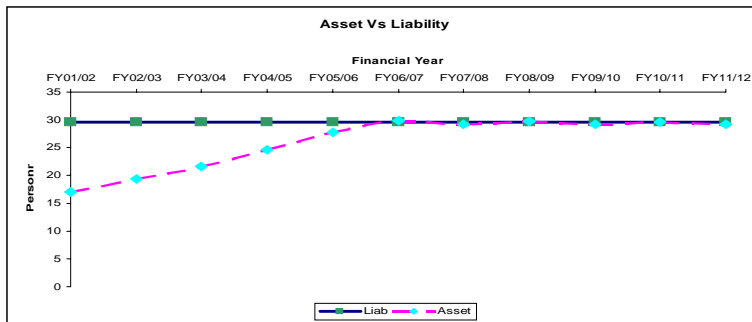 Asset Vs Liability
Financial Year
FY01/02 FY02/03 FY03/04 FY04/05 FY05/06 FY06/07 FY07/08 FY08/09 FY09/10 FY10/11 FY11/12
35
30
25
20
15
10
5
0
Personr
Liab Asset